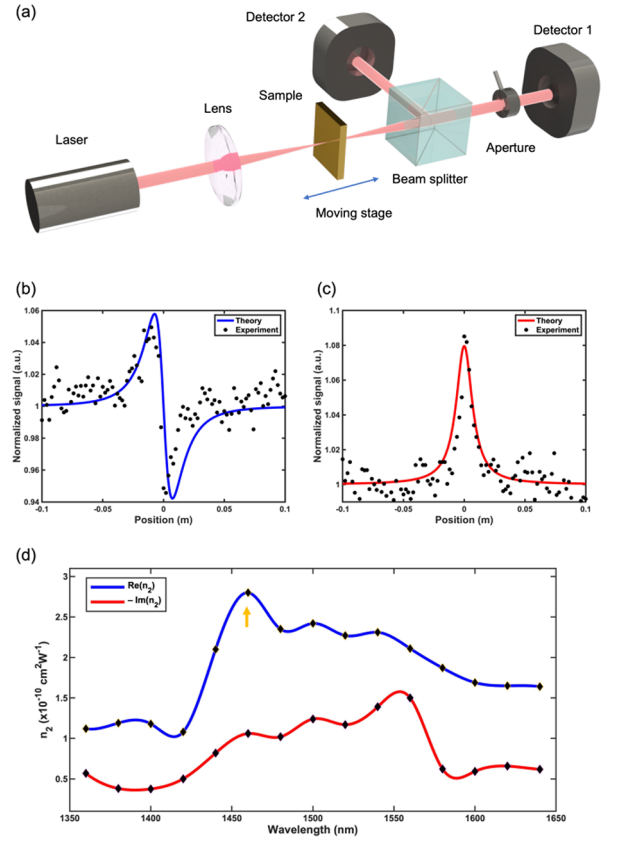 (a)
Detector 2
Detector 1
Sample
Lens
Laser
Aperture
Beam splitter
Moving stage
(b)
1.06
1.04
1.02
1
0.98
0.96
0.94
-0.1
-0.05
0
0.05
0.1
Normalized signal (a.u.)
Position (m)
Theory
Experiment
(c)
1.1
1.08
1.06
1.04
1.02
1
-0.1
-0.05
0
0.05
0.1
Normalized signal (a.u.)
Position (m)
Theory
Experiment
(d)
3
2.5
2
1.5
1
0.5
1350
1400
1450
1500
1550
1600
1650
n₂ (x10⁻¹⁰ cm²W⁻¹)
Wavelength (nm)
Re(n₂)
– Im(n₂)